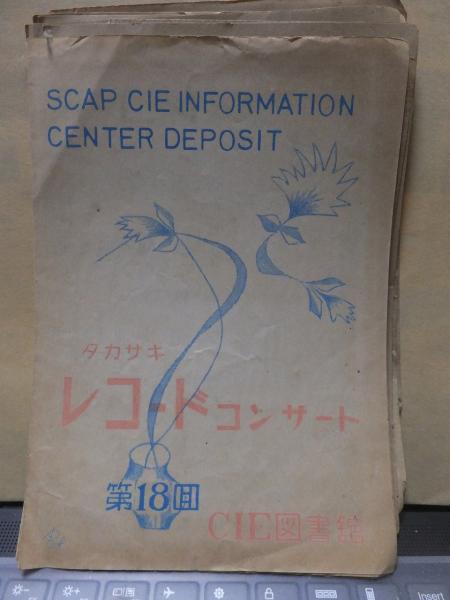 SCAP CIE INFORMATION
CENTER DEPOSIT
タカサキ
レコードコンサート
第18回
CIE図書館
Insert